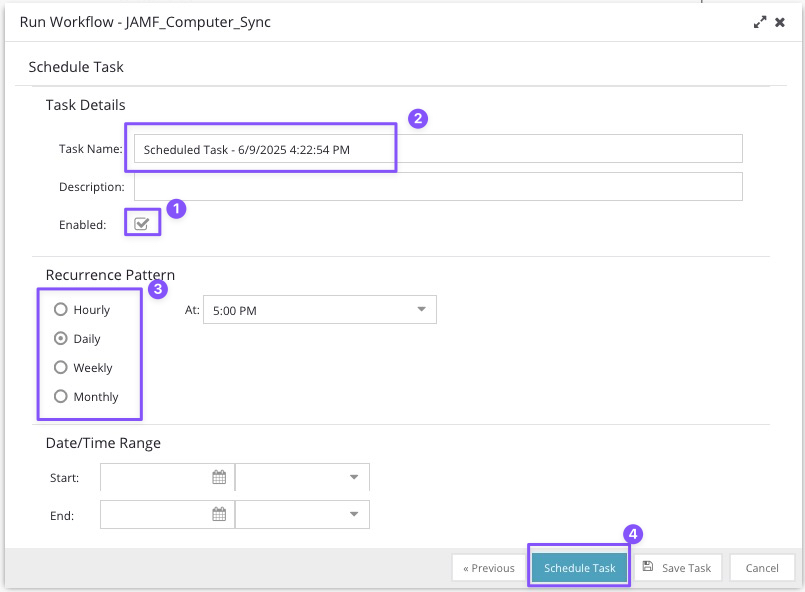 Run Workflow - JAMF_Computer_Sync
Schedule Task
Task Details
2
Task Name: Scheduled Task - 6/9/2025 4:22:54 PM
Description:
1
Enabled:
Recurrence Pattern
3
Hourly At: 5:00 PM
Daily
Weekly
Monthly
Date/Time Range
Start:
End:
4
« Previous Schedule Task Save Task Cancel